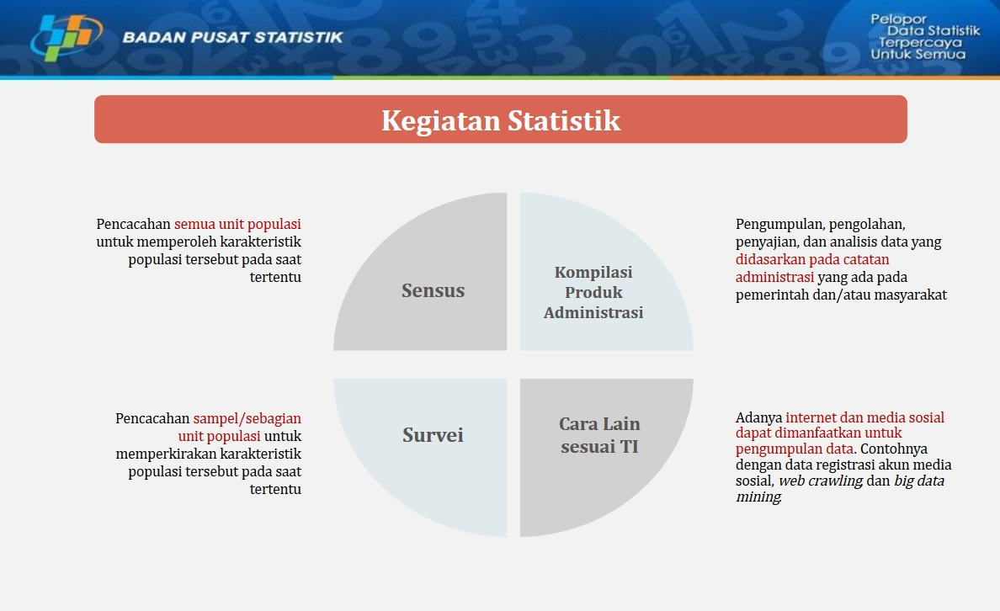 BADAN PUSAT STATISTIK
Pelopor
Data Statistik
Terpercaya
Untuk Semua
Kegiatan Statistik
Pencacahan semua unit populasi
untuk memperoleh karakteristik
populasi tersebut pada saat
tertentu
Sensus
Kompilasi
Produk
Administrasi
Pengumpulan, pengolahan,
penyajian, dan analisis data yang
didasarkan pada catatan
administrasi yang ada pada
pemerintah dan/atau masyarakat
Pencacahan sampel/sebagian
unit populasi untuk
memperkirakan karakteristik
populasi tersebut pada saat
tertentu
Survei
Cara Lain
sesuai TI
Adanya internet dan media sosial
dapat dimanfaatkan untuk
pengumpulan data. Contohnya
dengan data registrasi akun media
sosial, web crawling dan big data
mining.